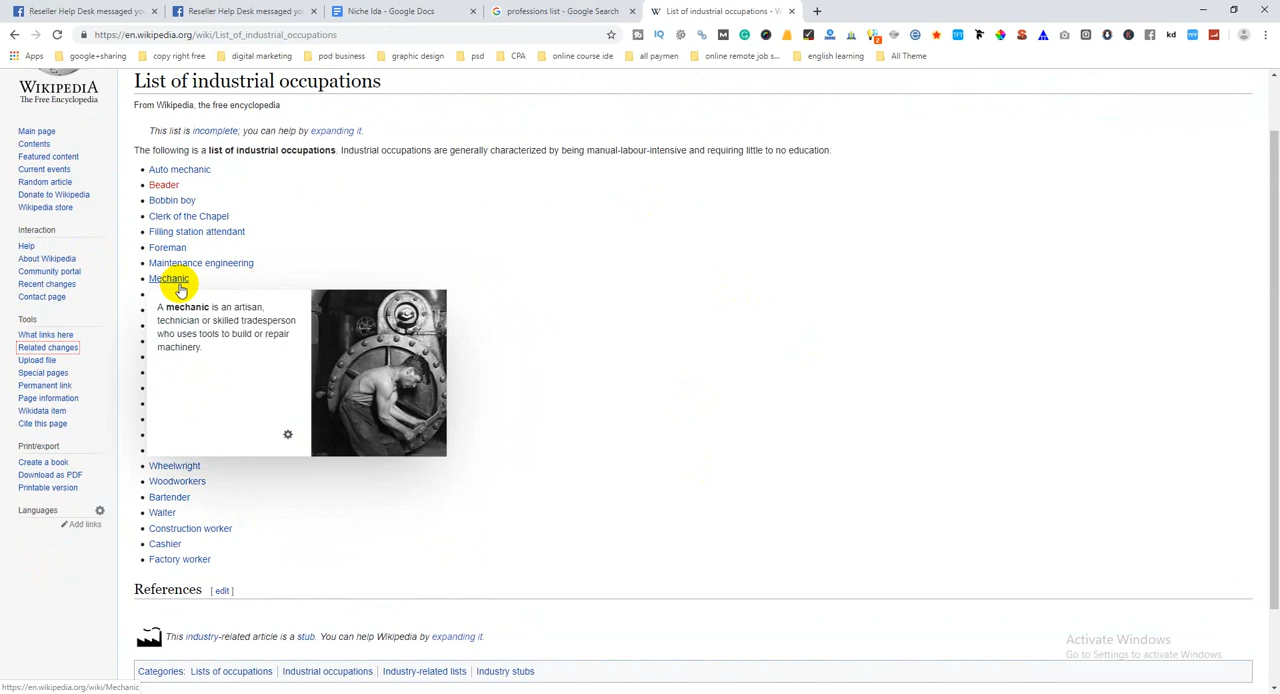 Reseller Help Desk messaged you
Reseller Help Desk messaged you
Niche Ida - Google Docs
professions list - Google Search
List of industrial occupations - W
https://en.wikipedia.org/wiki/List_of_industrial_occupations
Apps
google+sharing
copy right free
digital marketing
pod business
graphic design
psd
CPA
online course ide
all paymen
online remote job s...
english learning
All Theme
WIKIPEDIA
The Free Encyclopedia
Main page
Contents
Featured content
Current events
Random article
Donate to Wikipedia
Wikipedia store
Interaction
Help
About Wikipedia
Community portal
Recent changes
Contact page
Tools
What links here
Related changes
Upload file
Special pages
Permanent link
Page information
Wikidata item
Cite this page
Print/export
Create a book
Download as PDF
Printable version
Languages
Add links
List of industrial occupations
From Wikipedia, the free encyclopedia
This list is incomplete; you can help by expanding it.
The following is a list of industrial occupations. Industrial occupations are generally characterized by being manual-labour-intensive and requiring little to no education.
Auto mechanic
Beader
Bobbin boy
Clerk of the Chapel
Filling station attendant
Foreman
Maintenance engineering
Mechanic
A mechanic is an artisan,
technician or skilled tradesperson
who uses tools to build or repair
machinery.
Wheelwright
Woodworkers
Bartender
Waiter
Construction worker
Cashier
Factory worker
References [ edit ]
This industry-related article is a stub. You can help Wikipedia by expanding it.
Categories: Lists of occupations | Industrial occupations | Industry-related lists | Industry stubs
Activate Windows
Go to Settings to activate Windows.
https://en.wikipedia.org/wiki/Mechanic